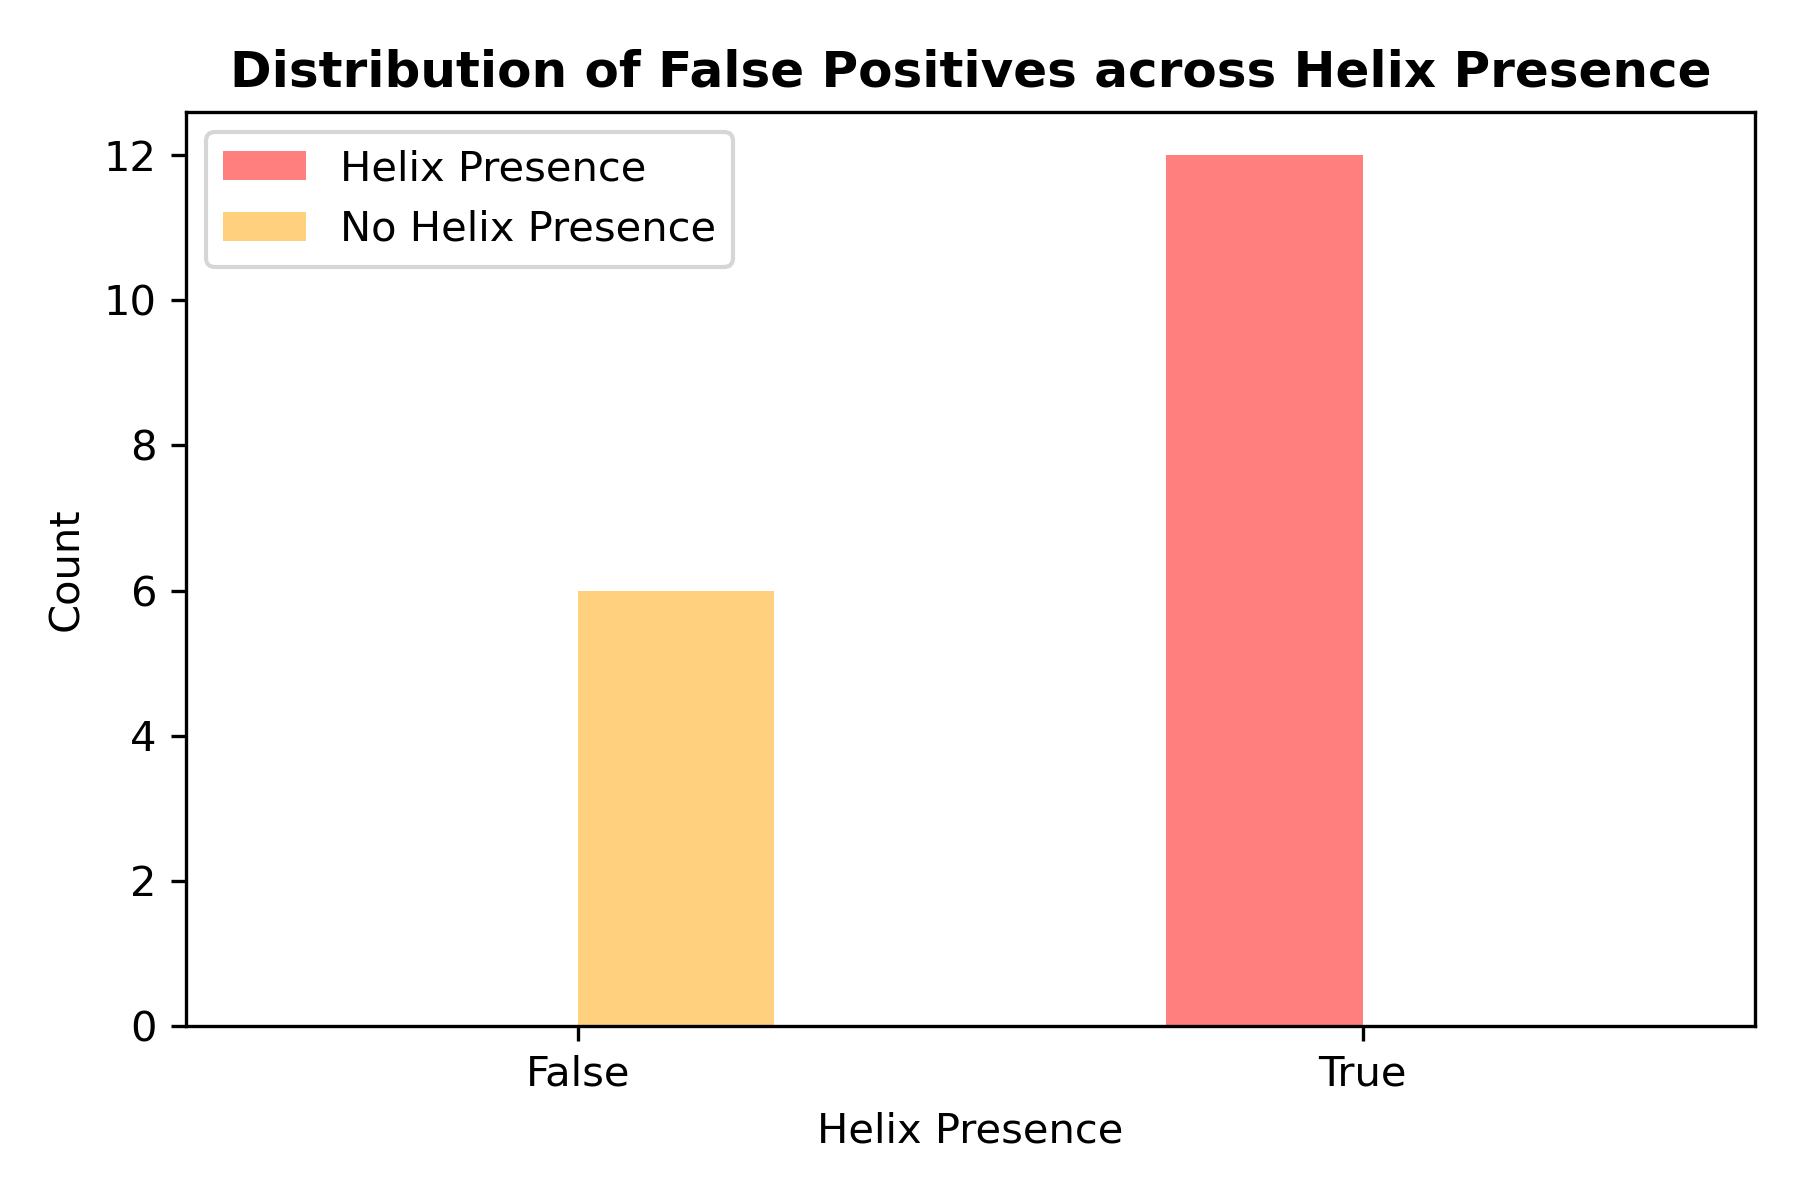 Distribution of False Positives across Helix Presence
Helix Presence
No Helix Presence
12
10
8
6
4
2
0
Count
False
True
Helix Presence